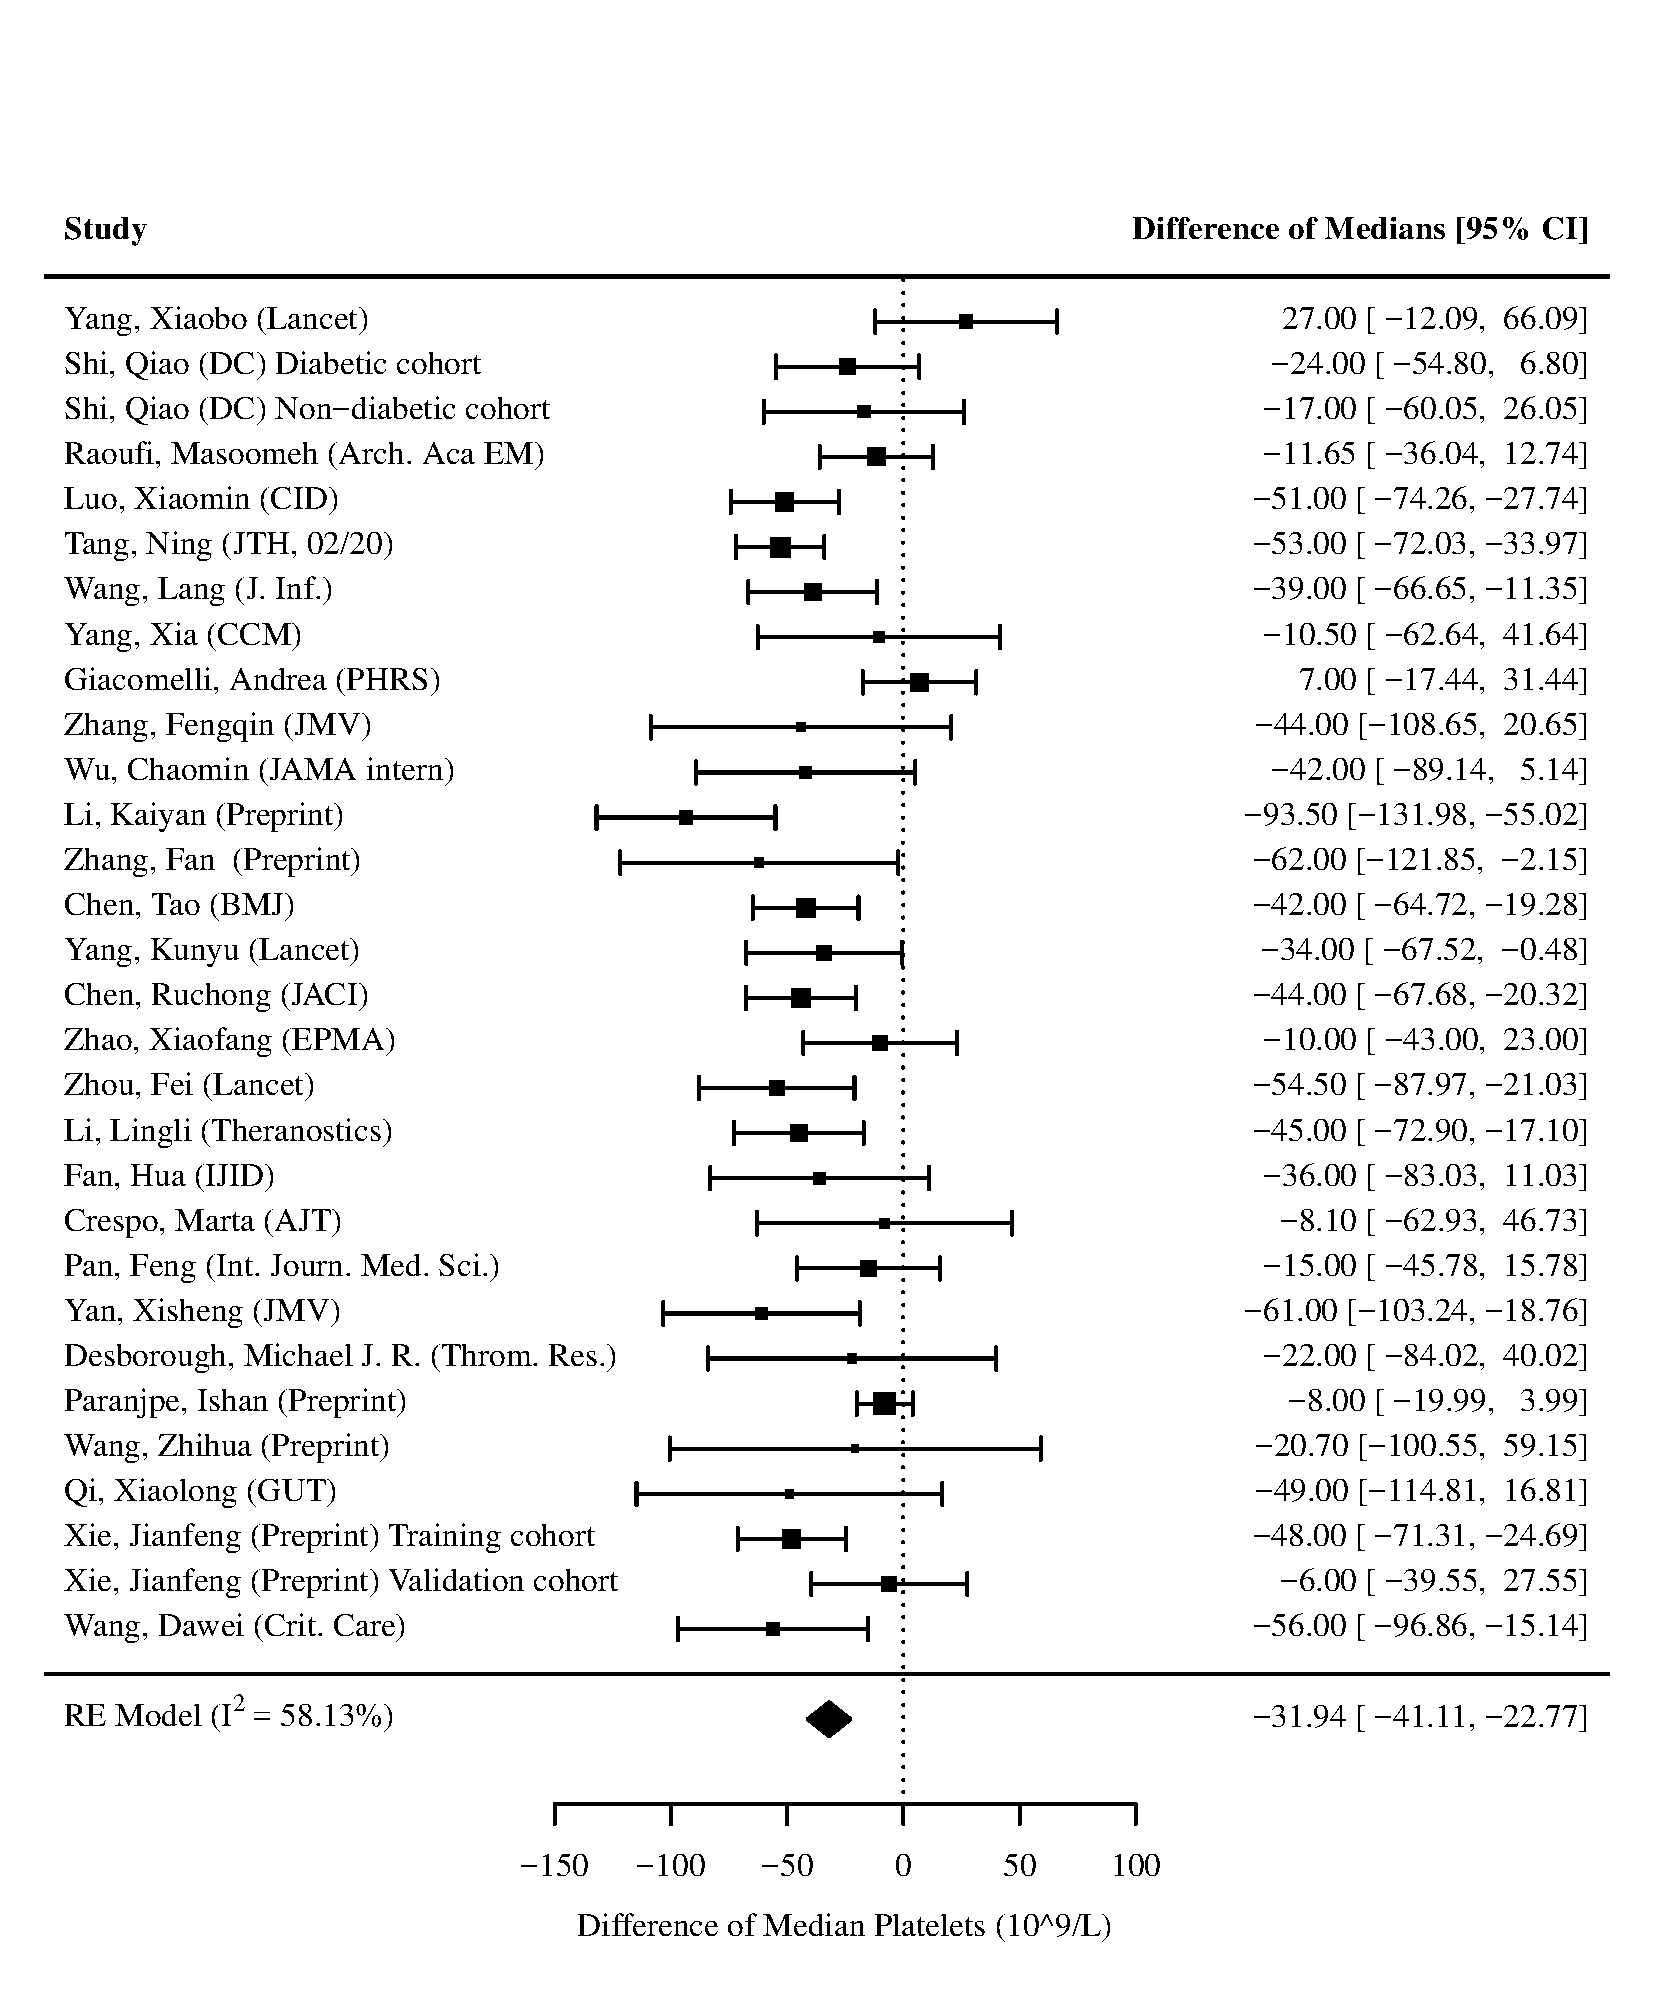 Study Difference of Medians [95% CI]
Yang, Xiaobo (Lancet) 27.00 [ −12.09, 66.09]
Shi, Qiao (DC) Diabetic cohort −24.00 [ −54.80, 6.80]
Shi, Qiao (DC) Non−diabetic cohort −17.00 [ −60.05, 26.05]
Raoufi, Masoomeh (Arch. Aca EM) −11.65 [ −36.04, 12.74]
Luo, Xiaomin (CID) −51.00 [ −74.26, −27.74]
Tang, Ning (JTH, 02/20) −53.00 [ −72.03, −33.97]
Wang, Lang (J. Inf.) −39.00 [ −66.65, −11.35]
Yang, Xia (CCM) −10.50 [ −62.64, 41.64]
Giacomelli, Andrea (PHRS) 7.00 [ −17.44, 31.44]
Zhang, Fengqin (JMV) −44.00 [−108.65, 20.65]
Wu, Chaomin (JAMA intern) −42.00 [ −89.14, 5.14]
Li, Kaiyan (Preprint) −93.50 [−131.98, −55.02]
Zhang, Fan (Preprint) −62.00 [−121.85, −2.15]
Chen, Tao (BMJ) −42.00 [ −64.72, −19.28]
Yang, Kunyu (Lancet) −34.00 [ −67.52, −0.48]
Chen, Ruchong (JACI) −44.00 [ −67.68, −20.32]
Zhao, Xiaofang (EPMA) −10.00 [ −43.00, 23.00]
Zhou, Fei (Lancet) −54.50 [ −87.97, −21.03]
Li, Lingli (Theranostics) −45.00 [ −72.90, −17.10]
Fan, Hua (IJID) −36.00 [ −83.03, 11.03]
Crespo, Marta (AJT) −8.10 [ −62.93, 46.73]
Pan, Feng (Int. Journ. Med. Sci.) −15.00 [ −45.78, 15.78]
Yan, Xisheng (JMV) −61.00 [−103.24, −18.76]
Desborough, Michael J. R. (Throm. Res.) −22.00 [ −84.02, 40.02]
Paranjpe, Ishan (Preprint) −8.00 [ −19.99, 3.99]
Wang, Zhihua (Preprint) −20.70 [−100.55, 59.15]
Qi, Xiaolong (GUT) −49.00 [−114.81, 16.81]
Xie, Jianfeng (Preprint) Training cohort −48.00 [ −71.31, −24.69]
Xie, Jianfeng (Preprint) Validation cohort −6.00 [ −39.55, 27.55]
Wang, Dawei (Crit. Care) −56.00 [ −96.86, −15.14]
RE Model (I² = 58.13%) −31.94 [ −41.11, −22.77]
−150 −100 −50 0 50 100
Difference of Median Platelets (10^9/L)